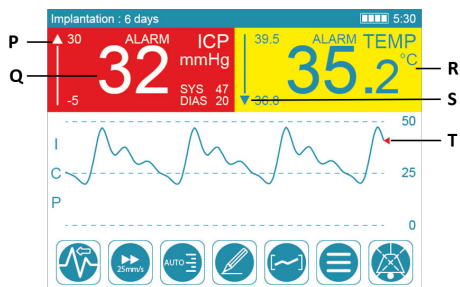 Implantation : 6 days 5:30
P 30 ALARM ICP 39.5 ALARM TEMP
Q 32 mmHg 35.2 °C R
SYS 47
-5 DIAS 20 36.8 S
50
I T
C 25
P
0
25mm/s AUTO